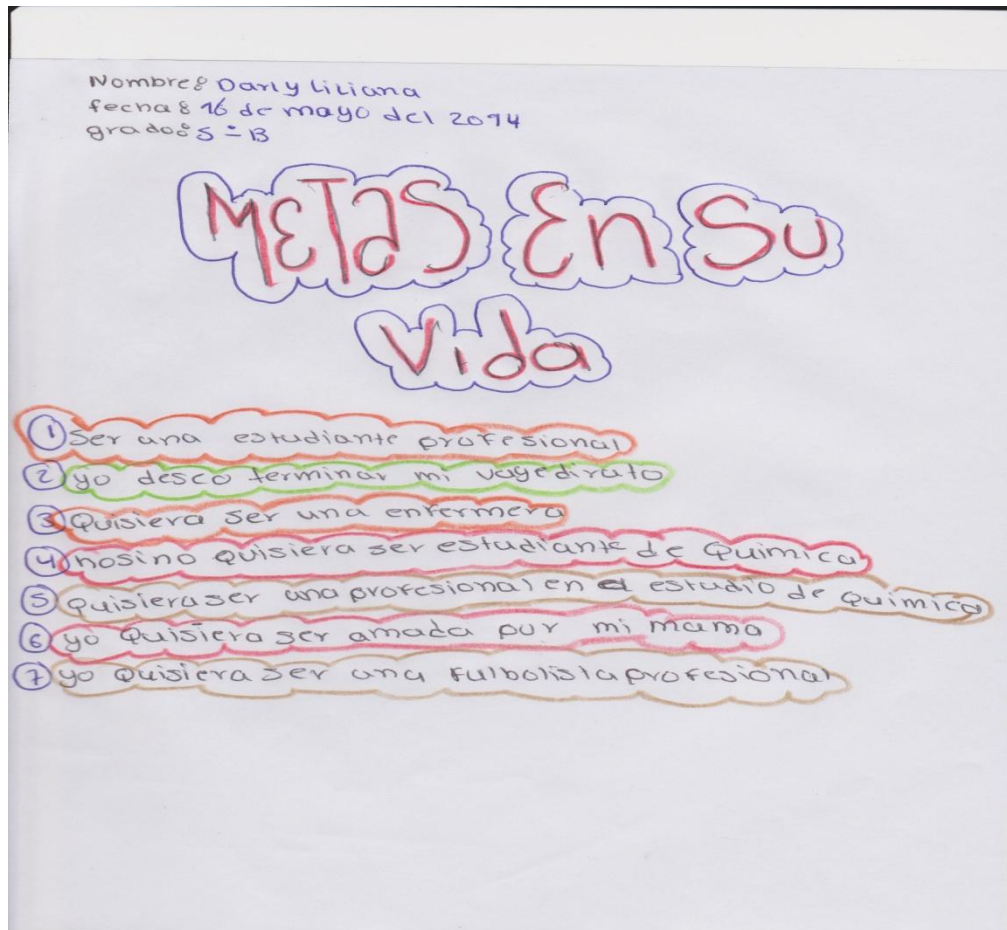 Nombre: Darly Liliana
fecha: 16 de mayo del 2014
grado: 5 - B
METas En Su
Vida
1 Ser una estudiante profesional
2 yo deseo terminar mi vagedirato
3 Quisiera ser una enfermera
4 nosino quisiera ser estudiante de Quimica
5 Quisiera ser una profesional en el estudio de Quimica
6 yo Quisiera ser amada pur mi mama
7 yo Quisiera ser una fulbolista profesional